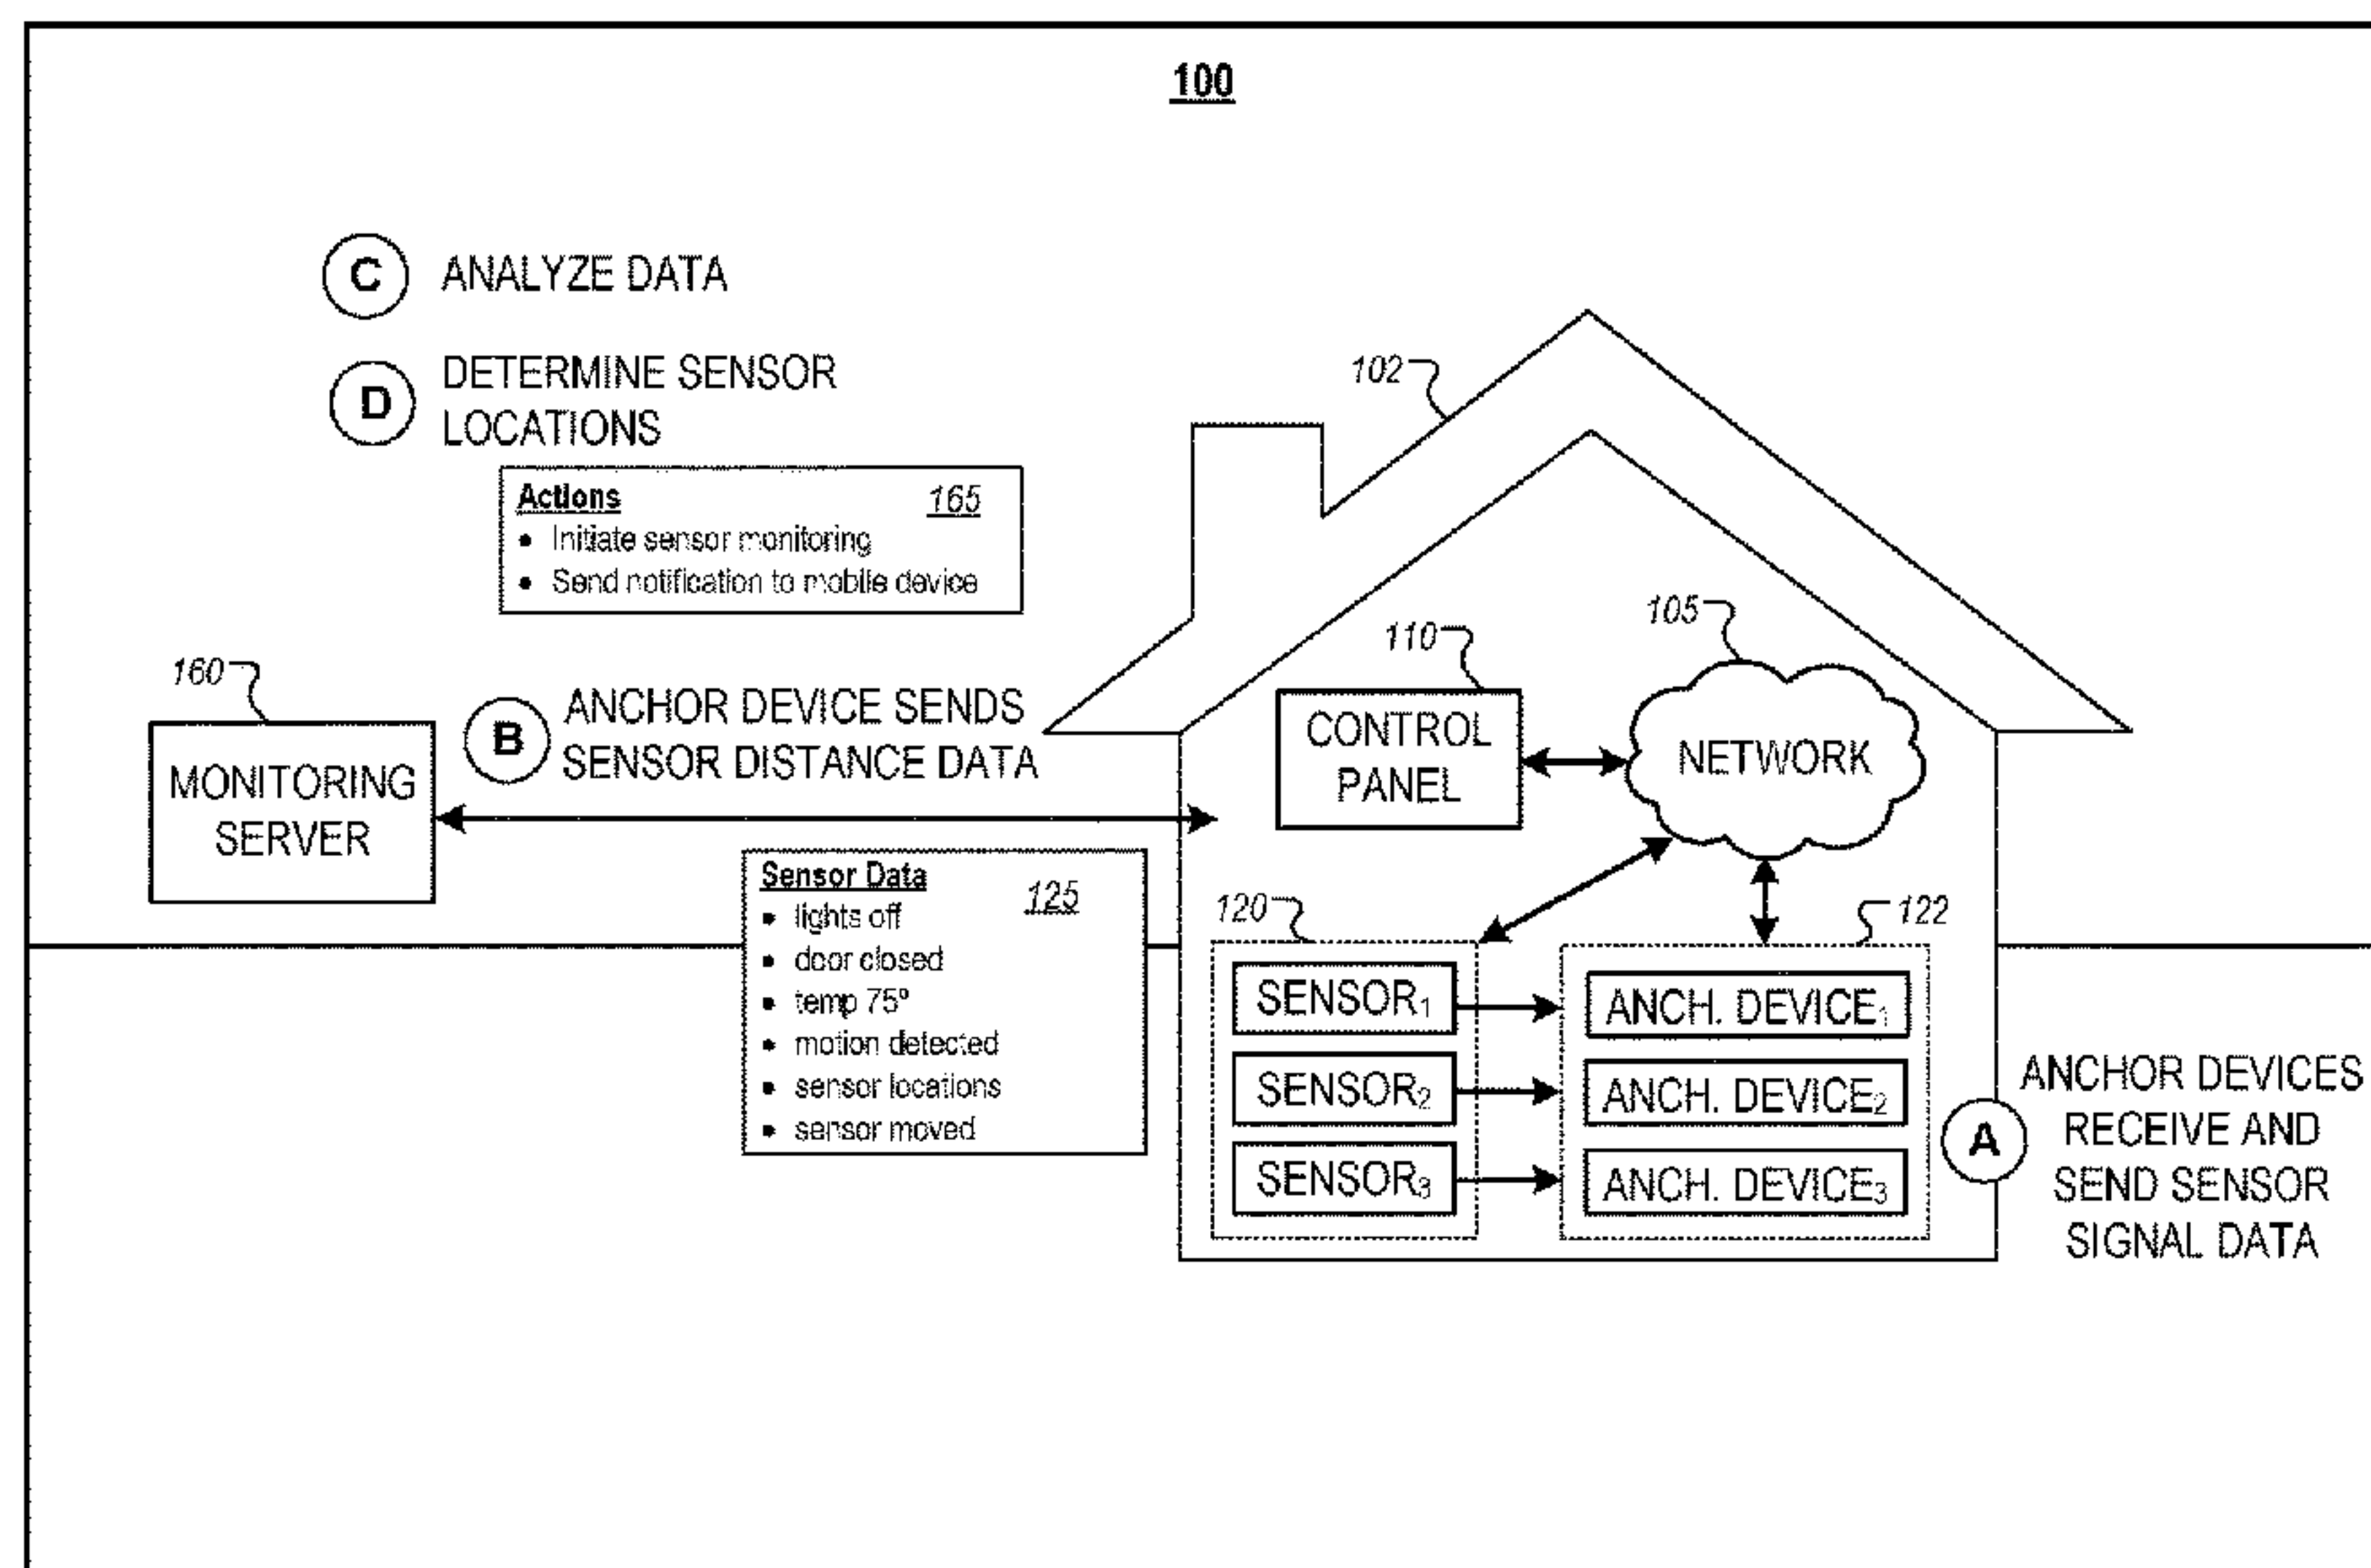 100
C ANALYZE DATA
D DETERMINE SENSOR
LOCATIONS
Actions 165
• Initiate sensor monitoring
• Send notification to mobile device
102
105
110
160
MONITORING
SERVER
B ANCHOR DEVICE SENDS
SENSOR DISTANCE DATA
CONTROL
PANEL
NETWORK
Sensor Data 125
• lights off
• door closed
• temp 75º
• motion detected
• sensor locations
• sensor moved
120
122
SENSOR₁
SENSOR₂
SENSOR₃
ANCH. DEVICE₁
ANCH. DEVICE₂
ANCH. DEVICE₃
A ANCHOR DEVICES
RECEIVE AND
SEND SENSOR
SIGNAL DATA